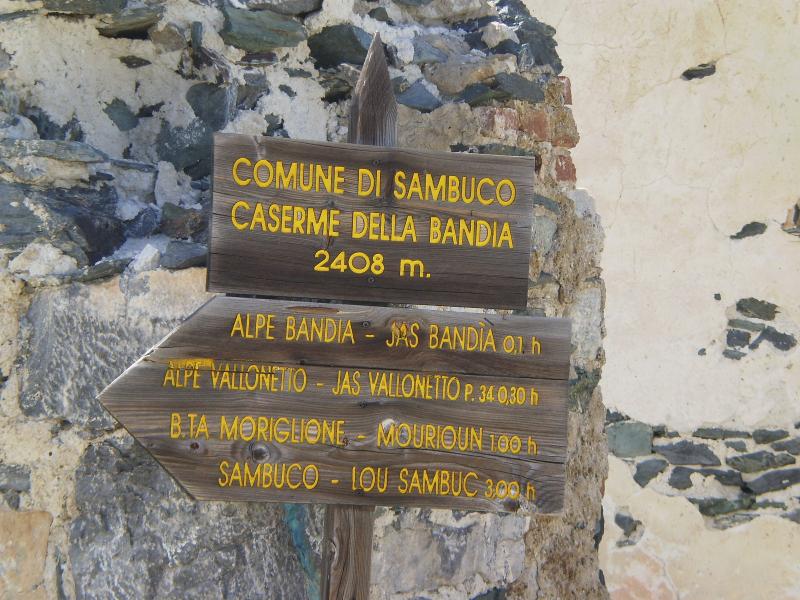 COMUNE DI SAMBUCO
CASERME DELLA BANDIA
2408 m.
ALPE BANDIA - JAS BANDÌA 0,1 h
ALPE VALLONETTO - JAS VALLONETTO P. 34 0,30 h
B.TA MORIGLIONE - MOURIOUN 1,00 h
SAMBUCO - LOU SAMBUC 3,00 h